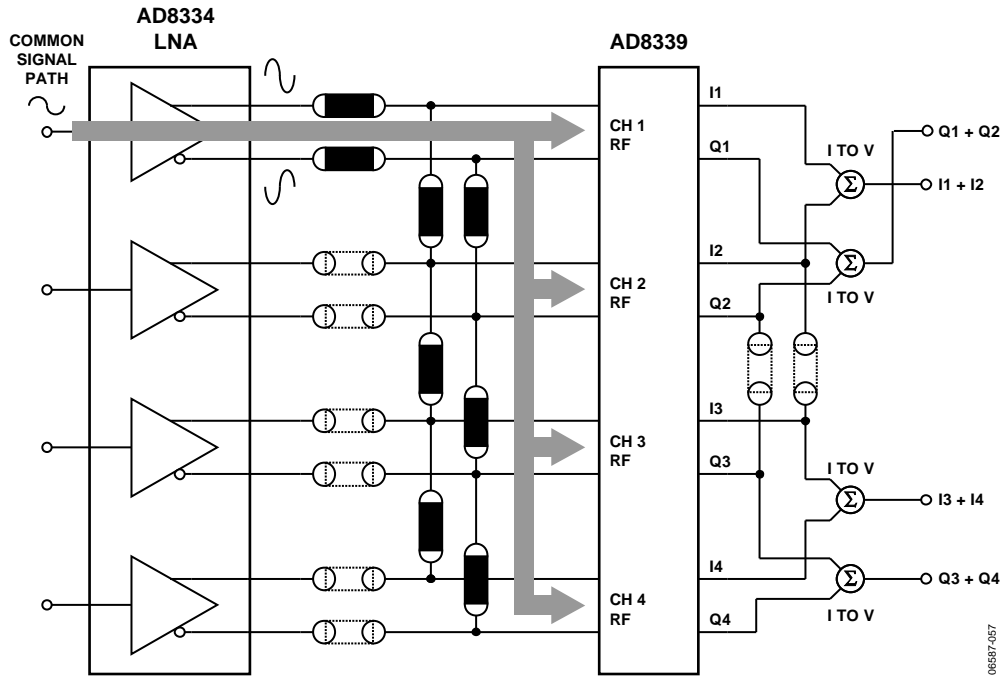 AD8334
LNA
COMMON
SIGNAL
PATH
AD8339
I1
CH 1
RF
Q1
I TO V
Σ
Q1 + Q2
I1 + I2
I2
CH 2
RF
Q2
Σ
I TO V
I3
CH 3
RF
Q3
I TO V
Σ
I3 + I4
I4
CH 4
RF
Q4
Σ
Q3 + Q4
I TO V
06587-057